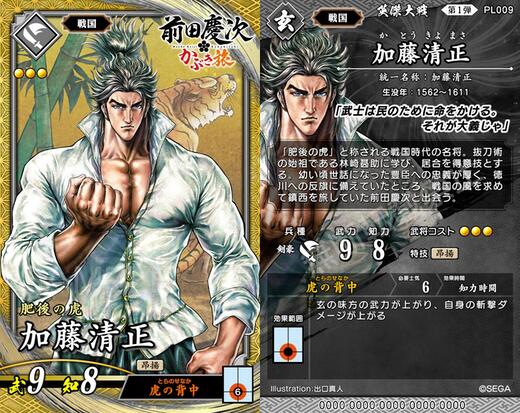 戦国
前田慶次
かぶき旅
肥後の虎
加藤清正
昂揚
武9 知8
とらのせなか
虎の背中
6
玄
戦国
英傑大戦
第1弾
PL009
か とう きよ まさ
加藤清正
統一名称:加藤清正
生没年:1562~1611
「武士は民のために命をかける。
それが大義じゃ」
「肥後の虎」と称される戦国時代の名将。抜刀術
の始祖である林崎甚助に学び、居合を得意技とす
る。幼い頃世話になった豊臣への忠義が厚く、徳
川への反旗に備えていたところ、戦国の風を求め
て鎮西を旅していた前田慶次と出会う。
兵種 武力 知力 武将コスト
剣豪 9 8 特技 昂揚
とらのせなか
虎の背中
必要士気
6
効果時間
知力時間
効果範囲
玄の味方の武力が上がり、自身の斬撃ダ
メージが上がる
Illustration:出口真人
©SEGA
0000-0000-0000-0000-0000